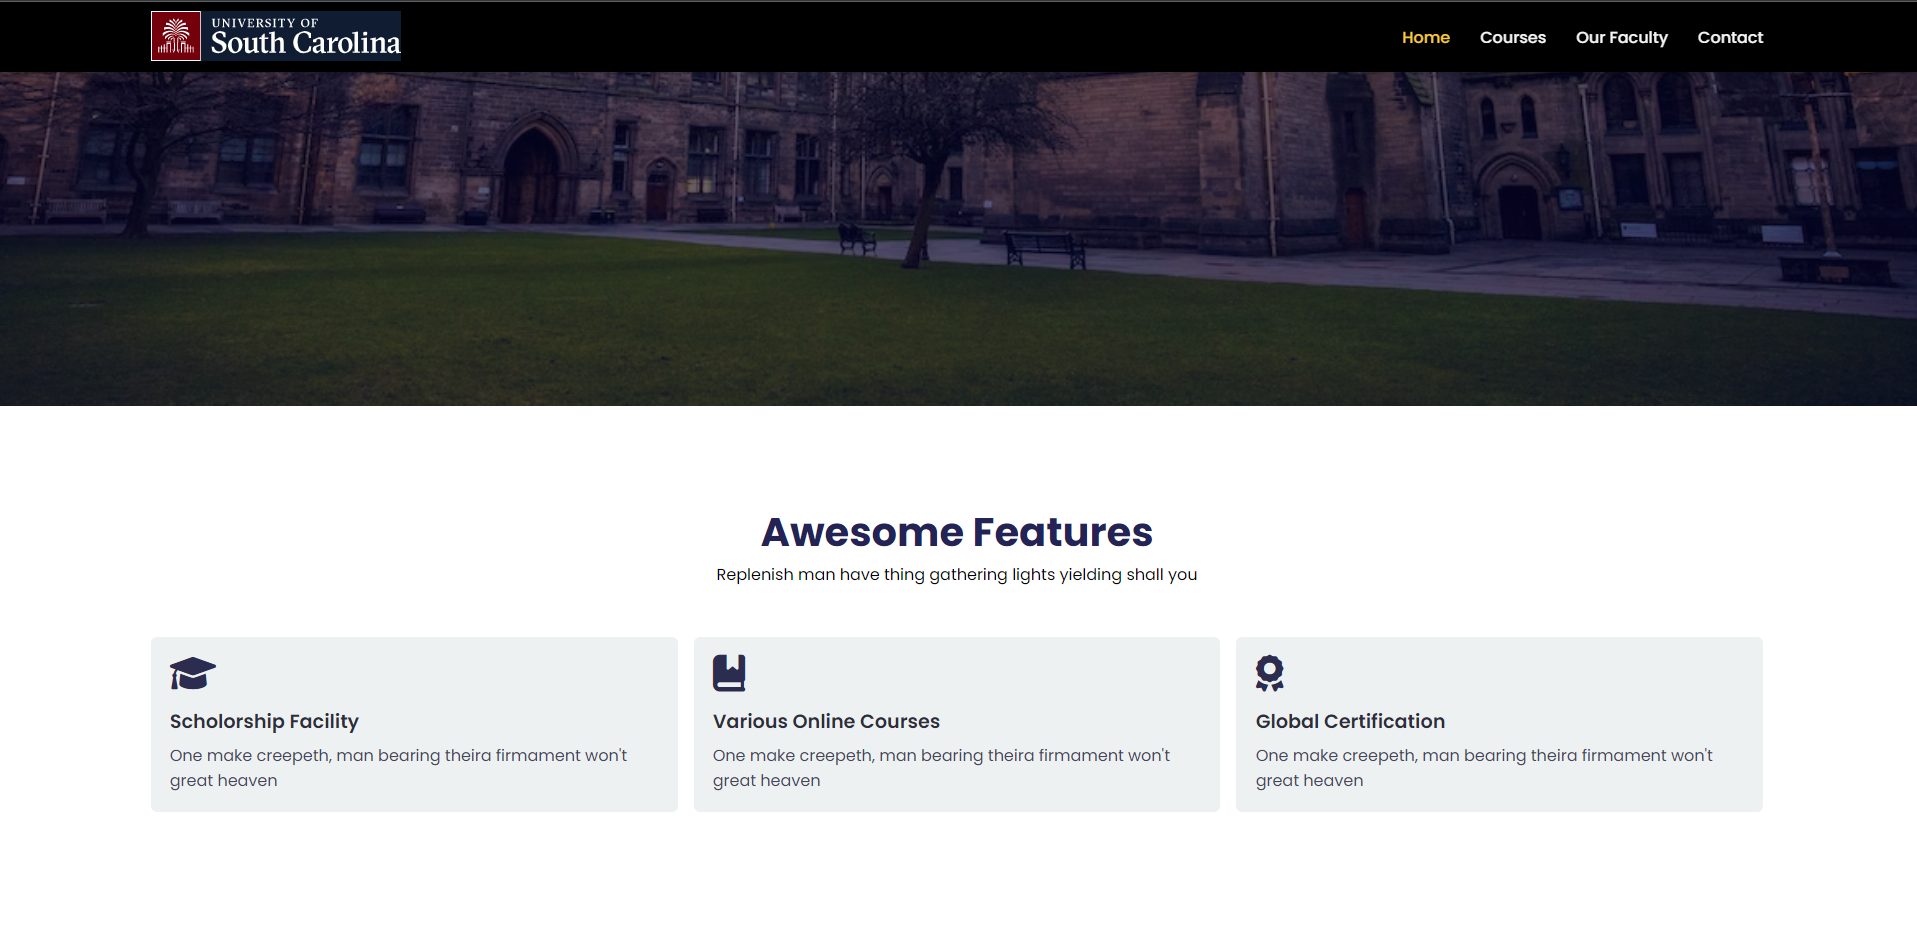 UNIVERSITY OF
South Carolina
Home Courses Our Faculty Contact
Awesome Features
Replenish man have thing gathering lights yielding shall you
Scholorship Facility
One make creepeth, man bearing theira firmament won't
great heaven
Various Online Courses
One make creepeth, man bearing theira firmament won't
great heaven
Global Certification
One make creepeth, man bearing theira firmament won't
great heaven